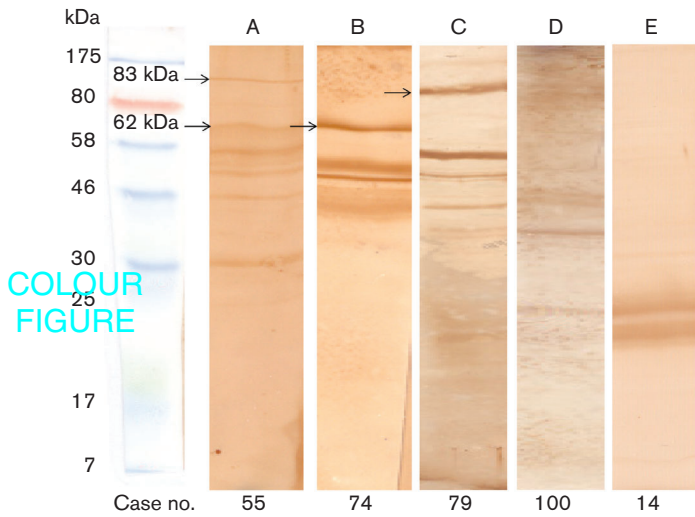 kDa
A B C D E
175
83 kDa
80
62 kDa
58
46
30
COLOUR
25
FIGURE
17
7
Case no. 55 74 79 100 14